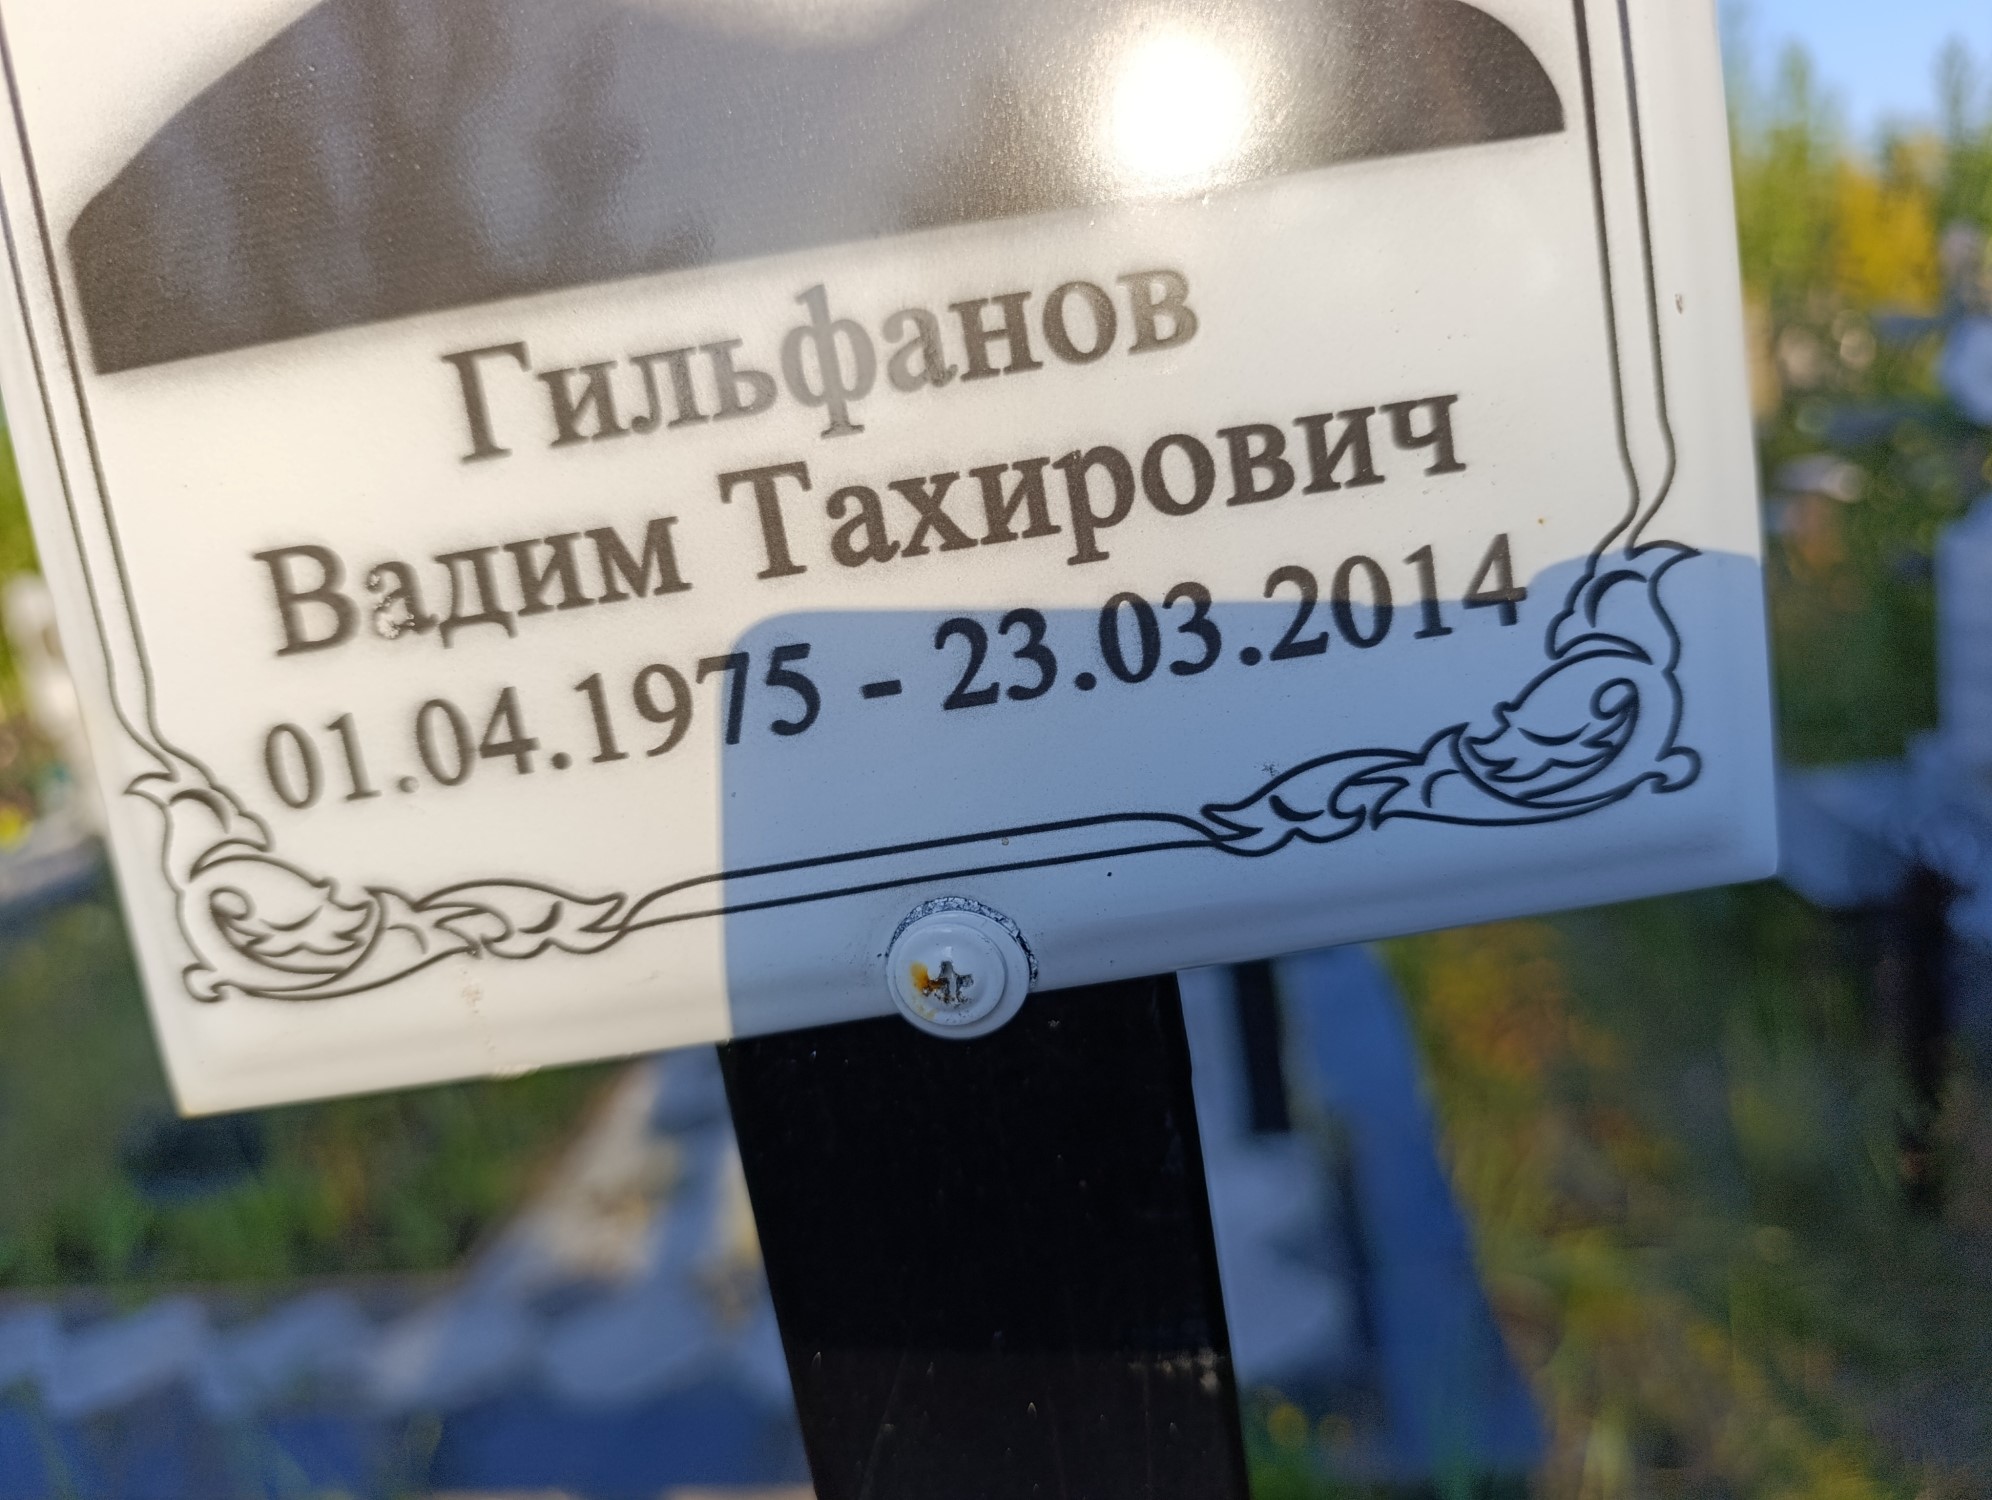 Гильфанов
Вадим Тахирович
01.04.1975 - 23.03.2014